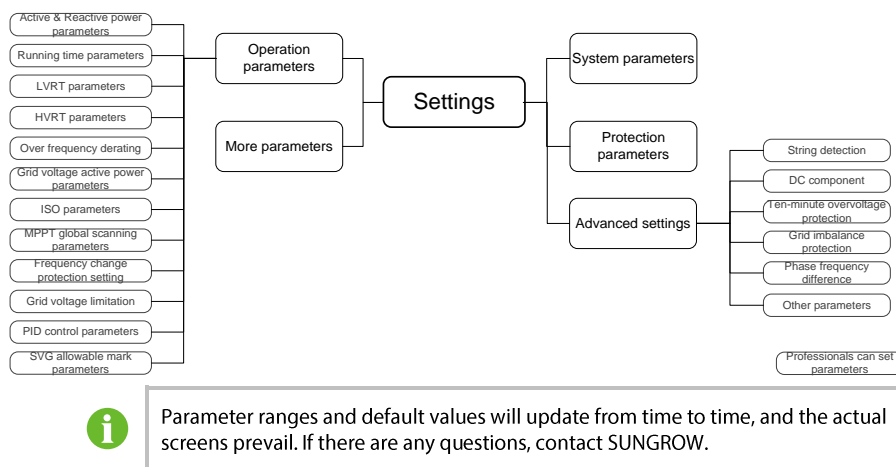 Active & Reactive power
parameters
Running time parameters
LVRT parameters
HVRT parameters
Over frequency derating
Grid voltage active power
parameters
ISO parameters
MPPT global scanning
parameters
Frequency change
protection setting
Grid voltage limitation
PID control parameters
SVG allowable mark
parameters
Operation
parameters
More parameters
Settings
System parameters
Protection
parameters
Advanced settings
String detection
DC component
Ten-minute overvoltage
protection
Grid imbalance
protection
Phase frequency
difference
Other parameters
Professionals can set
parameters
i
Parameter ranges and default values will update from time to time, and the actual
screens prevail. If there are any questions, contact SUNGROW.